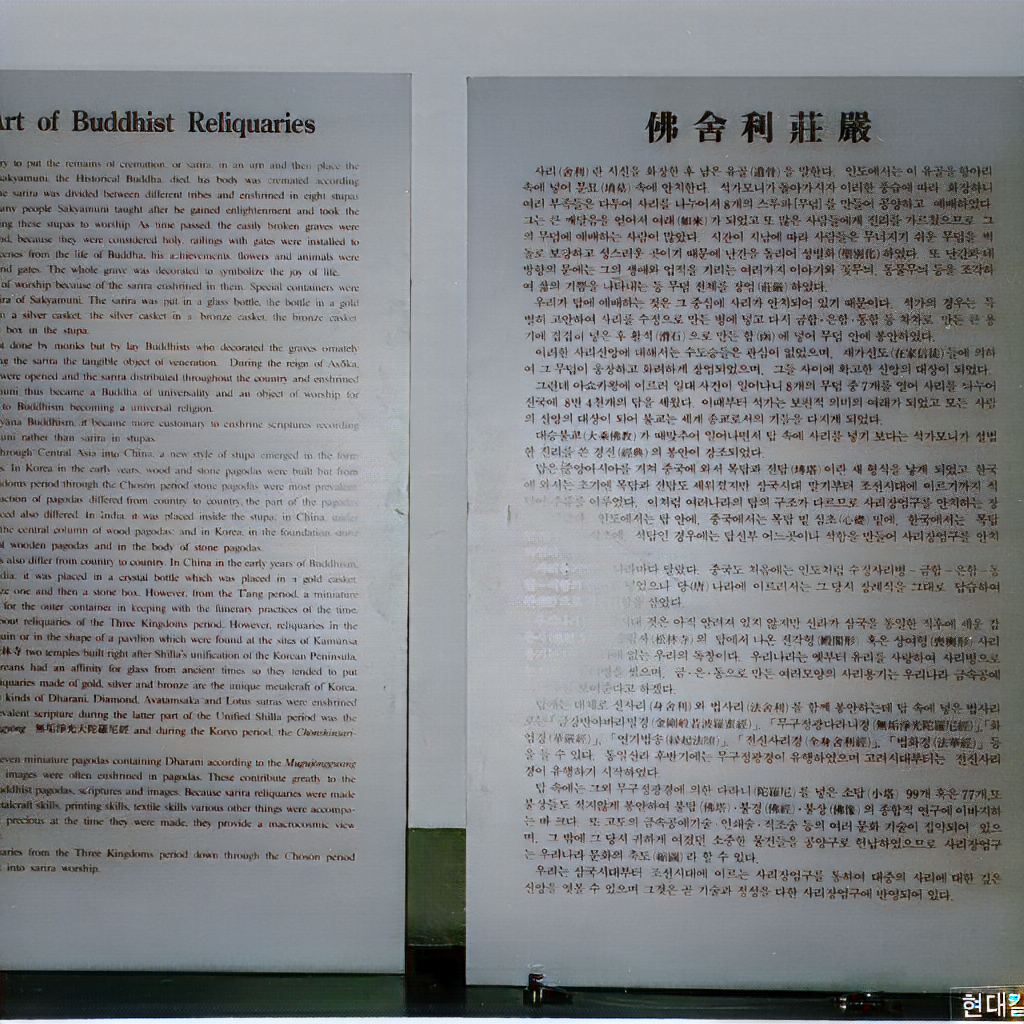 Art of Buddhist Reliquaries
ry to put the remains of cremation, or sarira, in an urn and then place the
Sakyamuni, the Historical Buddha, died, his body was cremated according
he sarira was divided between different tribes and enshrined in eight stupas
any people Sakyamuni taught after he gained enlightenment and took the
ing these stupas to worship. As time passed, the easily broken graves were
nd, because they were considered holy, railings with gates were installed to
cenes from the life of Buddha, his achievements, flowers and animals were
and gates. The whole grave was decorated to symbolize the joy of life.
of worship because of the sarira enshrined in them. Special containers were
ira of Sakyamuni. The sarira was put in a glass bottle, the bottle in a gold
n a silver casket, the silver casket in a bronze casket, the bronze casket
box in the stupa.
t done by monks but by lay Buddhists who decorated the graves ornately
ng the sarira the tangible object of veneration. During the reign of Aśoka,
were opened and the sarira distributed throughout the country and enshrined
muni thus became a Buddha of universality and an object of worship for
to Buddhism becoming a universal religion.
yana Buddhism, it became more customary to enshrine scriptures recording
uni rather than sarira in stupas.
hrough Central Asia into China, a new style of stupa emerged in the form
s. In Korea in the early years, wood and stone pagodas were built but from
doms period through the Chosŏn period stone pagodas were most prevalent
ction of pagodas differed from country to country, the part of the pagodas
ced also differed. In India, it was placed inside the stupa, in China, under
the central column of wood pagodas, and in Korea, in the foundation stone
of wooden pagodas and in the body of stone pagodas.
s also differ from country to country. In China in the early years of Buddhism,
dia, it was placed in a crystal bottle which was placed in a gold casket,
ze one and then a stone box. However, from the T'ang period, a miniature
for the outer container in keeping with the funerary practices of the time.
bout reliquaries of the Three Kingdoms period. However, reliquaries in the
uin or in the shape of a pavilion which were found at the sites of Kamunsa
林寺 two temples built right after Shilla's unification of the Korean Peninsula,
reans had an affinity for glass from ancient times so they tended to put
iquaries made of gold, silver and bronze are the unique metalcraft of Korea.
kinds of Dharani, Diamond, Avatamsaka and Lotus sutras were enshrined
valent scripture during the latter part of the Unified Shilla period was the
無垢淨光大陀羅尼經 and during the Koryo period, the Chŏnshinsari-
even miniature pagodas containing Dharani according to the Mugujŏnggwang
images were often enshrined in pagodas. These contribute greatly to the
ddhist pagodas, scriptures and images. Because sarira reliquaries were made
talcraft skills, printing skills, textile skills various other things were accompa-
precious at the time they were made, they provide a macrocosmic view
aries from the Three Kingdoms period down through the Chosŏn period
t into sarira worship.
佛舍利莊嚴
사리(舍利)란 시신을 화장한 후 남은 유골(遺骨)을 말한다. 인도에서는 이 유골을 항아리
속에 넣어 분묘(墳墓) 속에 안치한다. 석가모니가 돌아가시자 이러한 풍습에 따라 화장하니
여러 부족들은 다투어 사리를 나누어서 8개의 스투파[무덤]를 만들어 공양하고 예배하였다.
그는 큰 깨달음을 얻어서 여래(如來)가 되었고 또 많은 사람들에게 진리를 가르쳤으므로 그
의 무덤에 예배하는 사람이 많았다. 시간이 지남에 따라 사람들은 무너지기 쉬운 무덤을 벽
돌로 보강하고 성스러운 곳이기 때문에 난간을 돌리어 성별화(聖別化)하였다. 또 난간과 네
방향의 문에는 그의 생애와 업적을 기리는 여러가지 이야기와 꽃무늬, 동물무늬 등을 조각하
여 삶의 기쁨을 나타내는 등 무덤 전체를 장엄(莊嚴)하였다.
우리가 탑에 예배하는 것은 그 중심에 사리가 안치되어 있기 때문이다. 석가의 경우는 특
별히 고안하여 사리를 수정으로 만든 병에 넣고 다시 금합·은합·동합 등 차차로 만든 큰 용
기에 겹겹이 넣은 후 활석(滑石)으로 만든 함(函)에 넣어 무덤 안에 봉안하였다.
이러한 사리신앙에 대해서는 수도승들은 관심이 없었으며, 재가신도(在家信徒)들에 의하
여 그 무덤이 웅장하고 화려하게 장엄되었으며, 그들 사이에 확고한 신앙의 대상이 되었다.
그런데 아쇼카왕에 이르러 일대 사건이 일어나니 8개의 무덤 중 7개를 열어 사리를 나누어
전국에 8만 4천개의 탑을 세웠다. 이때부터 석가는 보편적 의미의 여래가 되었고 모든 사람
의 신앙의 대상이 되어 불교는 세계 종교로서의 기틀을 다지게 되었다.
대승불교(大乘佛敎)가 때맞추어 일어나면서 탑 속에 사리를 넣기 보다는 석가모니가 설법
한 진리를 쓴 경전(經典)의 봉안이 강조되었다.
탑은 중앙아시아를 거쳐 중국에 와서 목탑과 전탑(塼塔)이란 새 형식을 낳게 되었고 한국
에 와서는 초기엔 목탑과 전탑도 세워졌지만 삼국시대 말기부터 조선시대에 이르기까지 석
주류를 이루었다. 이처럼 여러나라의 탑의 구조가 다르므로 사리장엄구를 안치하는 장
인도에서는 탑 안에, 중국에서는 목탑 밑 심초(心礎) 밑에, 한국에서는 목탑
석탑인 경우에는 탑신부 어느곳이나 석함을 만들어 사리장엄구를 안치
나라마다 달랐다. 중국도 처음에는 인도처럼 수정사리병-금합-은합-동
넣었으나 당(唐)나라에 이르러서는 그 당시 장례식을 그대로 답습하여
삼았다.
것은 아직 알려져 있지 않지만 신라가 삼국을 통일한 직후에 세운 감
(松林寺)의 탑에서 나온 전각형(殿閣形) 혹은 상여형(喪輿形) 사리
없는 우리의 독창이다. 우리나라는 옛부터 유리를 사랑하여 사리병으로
썼으며, 금·은·동으로 만든 여러모양의 사리용기는 우리나라 금속공예
보여준다고 하겠다.
탑에는 대체로 신사리(身舍利)와 법사리(法舍利)를 함께 봉안하는데 탑 속에 넣은 법사리
로는 「금강반야바라밀경(金剛般若波羅蜜經)」, 「무구정광다라니경(無垢淨光陀羅尼經)」, 「화
엄경(華嚴經)」, 「연기법송(緣起法頌)」, 「전신사리경(全身舍利經)」, 「법화경(法華經)」 등
을 들 수 있다. 통일신라 후반기에는 무구정광경이 유행하였으며 고려시대부터는 전신사리
경이 유행하기 시작하였다.
탑 속에는 그외 무구정광경에 의한 다라니(陀羅尼)를 넣은 소탑(小塔) 99개 혹은 77개, 또
불상들도 적지않게 봉안하여 불탑(佛塔)·불경(佛經)·불상(佛像)의 종합적 연구에 이바지하
는 바 크다. 또 고도의 금속공예기술·인쇄술·직조술 등의 여러 문화 기술이 집약되어 있으
며, 그 밖에 그 당시 귀하게 여겼던 소중한 물건들을 공양구로 헌납하였으므로 사리장엄구
는 우리나라 문화의 축도(縮圖)라 할 수 있다.
우리는 삼국시대부터 조선시대에 이르는 사리장엄구를 통하여 대중의 사리에 대한 깊은
신앙을 엿볼 수 있으며 그것은 곧 기술과 정성을 다한 사리장엄구에 반영되어 있다.
현대킬